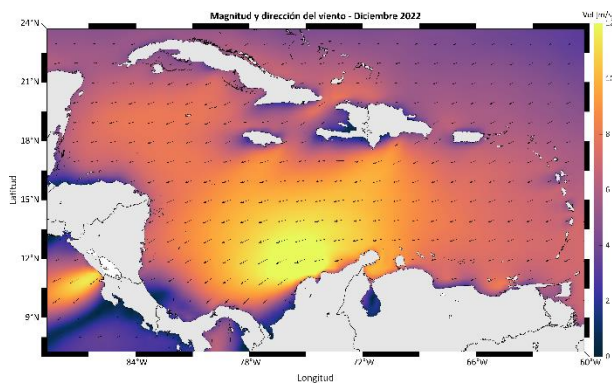 Magnitud y dirección del viento - Diciembre 2022
Vel [m/s]
24°N
21°N
18°N
15°N
12°N
9°N
Latitud
84°W
78°W
72°W
66°W
60°W
Longitud
8
6
4
2
0